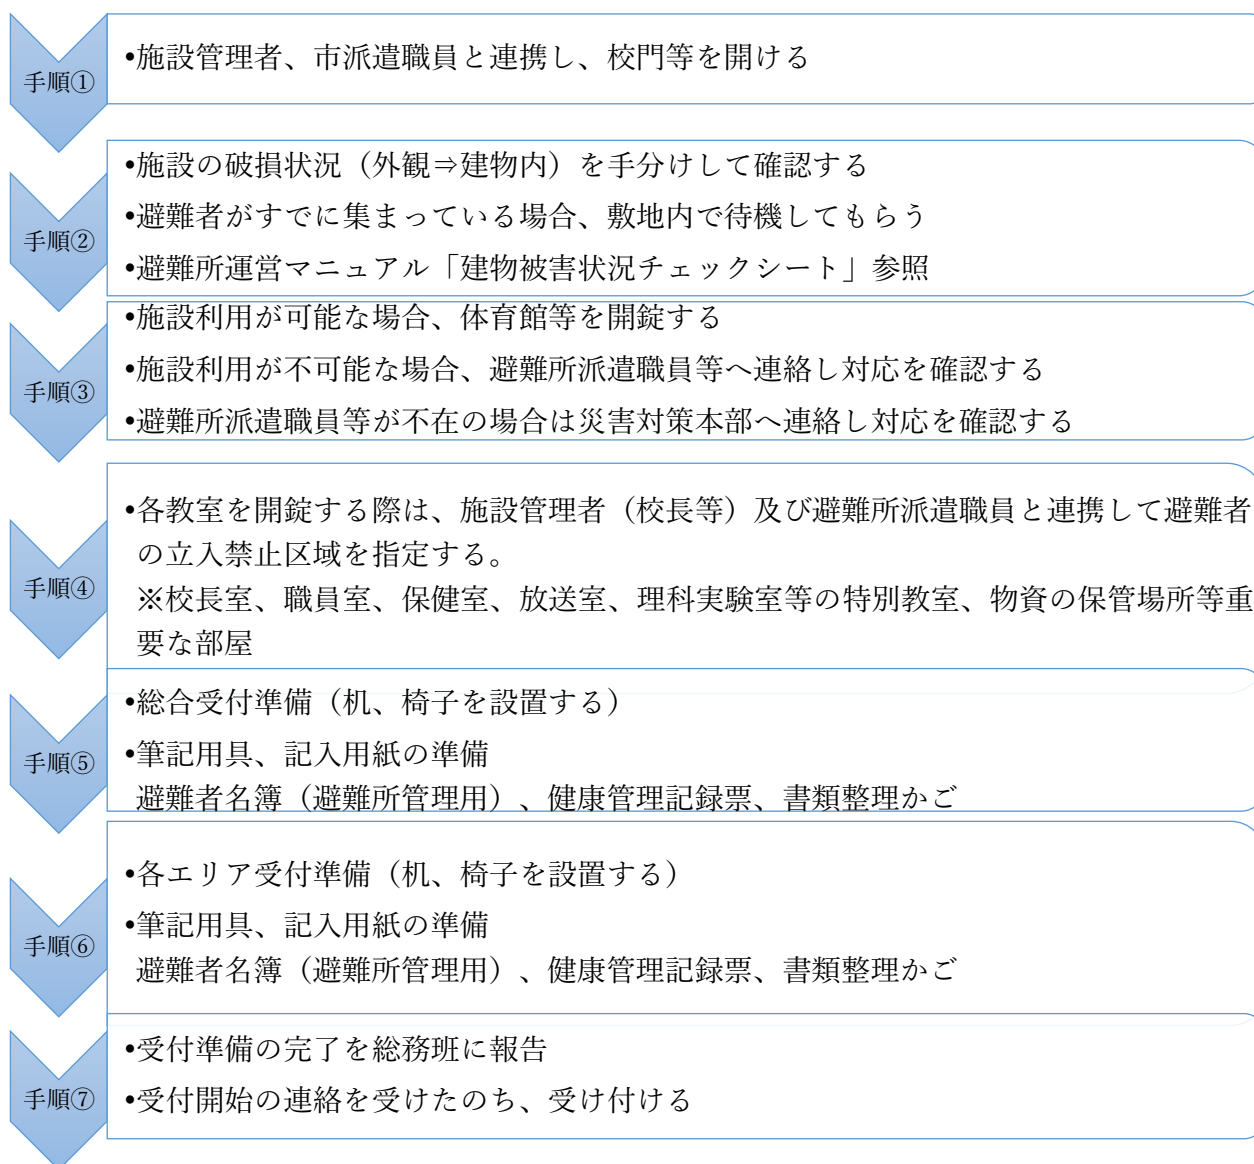 手順①
•施設管理者、市派遣職員と連携し、校門等を開ける
手順②
•施設の破損状況（外観⇒建物内）を手分けして確認する
•避難者がすでに集まっている場合、敷地内で待機してもらう
•避難所運営マニュアル「建物被害状況チェックシート」参照
手順③
•施設利用が可能な場合、体育館等を開錠する
•施設利用が不可能な場合、避難所派遣職員等へ連絡し対応を確認する
•避難所派遣職員等が不在の場合は災害対策本部へ連絡し対応を確認する
手順④
•各教室を開錠する際は、施設管理者（校長等）及び避難所派遣職員と連携して避難者
の立入禁止区域を指定する。
※校長室、職員室、保健室、放送室、理科実験室等の特別教室、物資の保管場所等重
要な部屋
手順⑤
•総合受付準備（机、椅子を設置する）
•筆記用具、記入用紙の準備
避難者名簿（避難所管理用）、健康管理記録票、書類整理かご
手順⑥
•各エリア受付準備（机、椅子を設置する）
•筆記用具、記入用紙の準備
避難者名簿（避難所管理用）、健康管理記録票、書類整理かご
手順⑦
•受付準備の完了を総務班に報告
•受付開始の連絡を受けたのち、受け付ける